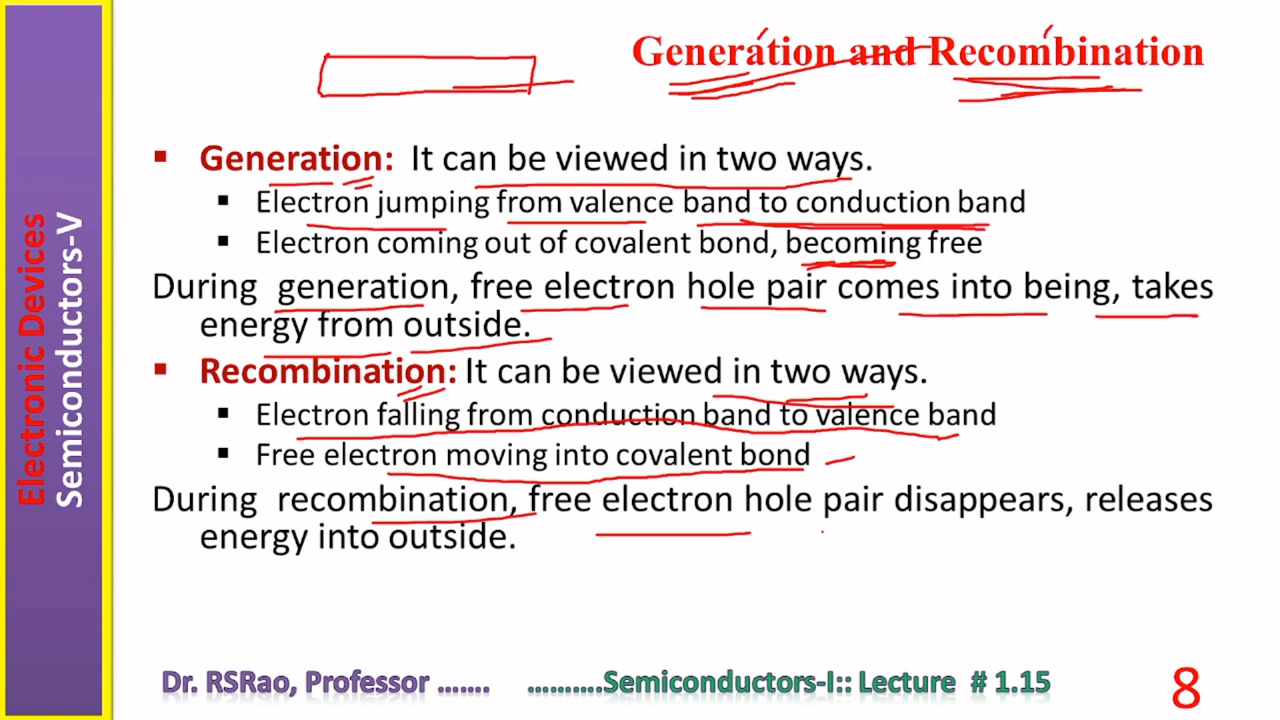 Electronic Devices
Semiconductors-V
Generation and Recombination
▪ Generation: It can be viewed in two ways.
▪ Electron jumping from valence band to conduction band
▪ Electron coming out of covalent bond, becoming free
During generation, free electron hole pair comes into being, takes
energy from outside.
▪ Recombination: It can be viewed in two ways.
▪ Electron falling from conduction band to valence band
▪ Free electron moving into covalent bond
During recombination, free electron hole pair disappears, releases
energy into outside.
Dr. RSRao, Professor ....... ..........Semiconductors-I:: Lecture # 1.15
8